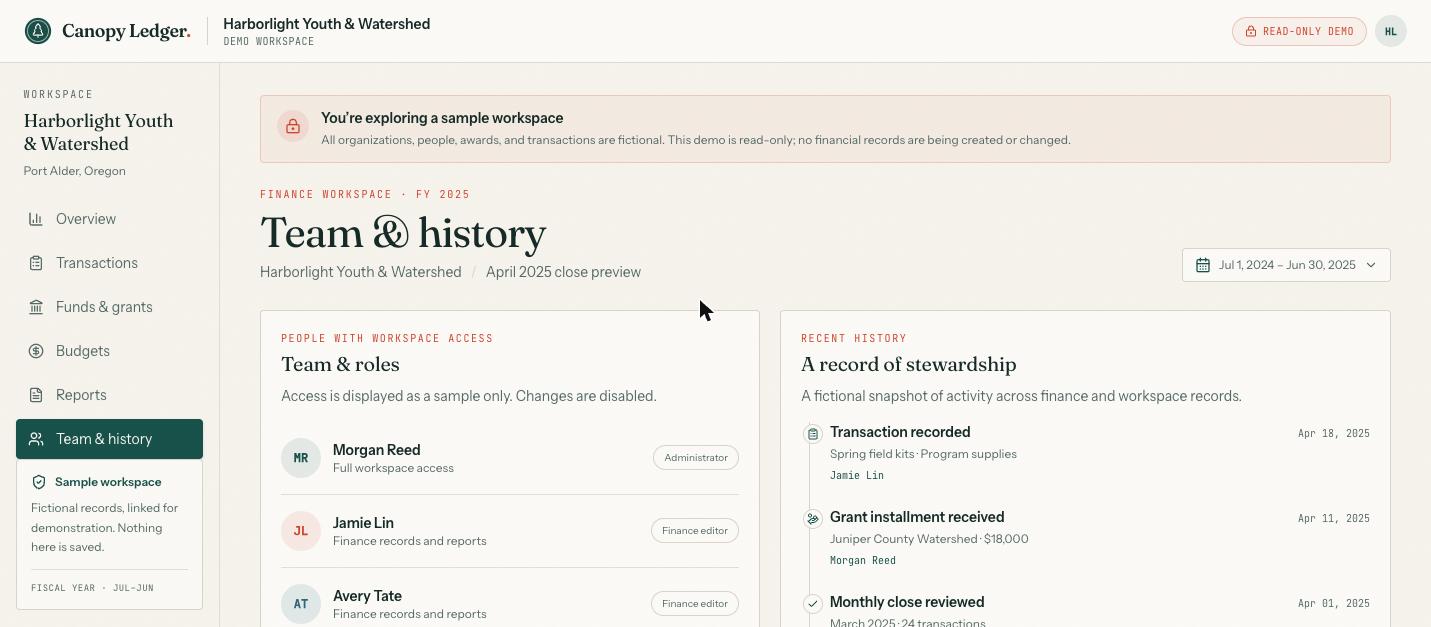 Canopy Ledger.
Harborlight Youth & Watershed
DEMO WORKSPACE
READ-ONLY DEMO
HL
WORKSPACE
Harborlight Youth
& Watershed
Port Alder, Oregon
Overview
Transactions
Funds & grants
Budgets
Reports
Team & history
Sample workspace
Fictional records, linked for
demonstration. Nothing
here is saved.
FISCAL YEAR · JUL–JUN
You’re exploring a sample workspace
All organizations, people, awards, and transactions are fictional. This demo is read-only; no financial records are being created or changed.
FINANCE WORKSPACE · FY 2025
Team & history
Harborlight Youth & Watershed / April 2025 close preview
Jul 1, 2024 – Jun 30, 2025
PEOPLE WITH WORKSPACE ACCESS
Team & roles
Access is displayed as a sample only. Changes are disabled.
MR
Morgan Reed
Full workspace access
Administrator
JL
Jamie Lin
Finance records and reports
Finance editor
AT
Avery Tate
Finance records and reports
Finance editor
RECENT HISTORY
A record of stewardship
A fictional snapshot of activity across finance and workspace records.
Transaction recorded
Apr 18, 2025
Spring field kits · Program supplies
Jamie Lin
Grant installment received
Apr 11, 2025
Juniper County Watershed · $18,000
Morgan Reed
Monthly close reviewed
Apr 01, 2025
March 2025 · 24 transactions